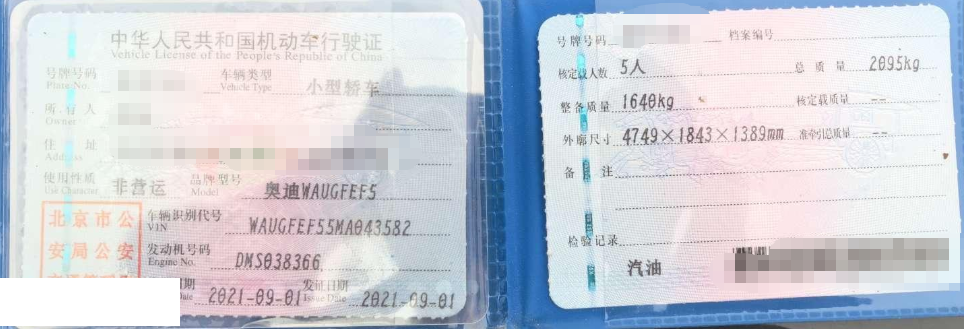 中华人民共和国机动车行驶证
Vehicle License of the People's Republic of China
号牌号码 车辆类型 小型轿车
Plate No. Vehicle Type
所有人
Owner
住址
Address
使用性质 非营运 品牌型号 奥迪WAUGFEF5
Use Character Model
北京市公
安局公安
车辆识别代号 WAUGFEF55MA043582
VIN
发动机号码 DMS038366
Engine No.
日期 2021-09-01 发证日期 2021-09-01
Date Issue Date
号牌号码 档案编号
核定载人数 5人 总质量 2095kg
整备质量 1640kg 核定载质量 --
外廓尺寸 4749×1843×1389mm 准牵引总质量 --
备注
检验记录
汽油